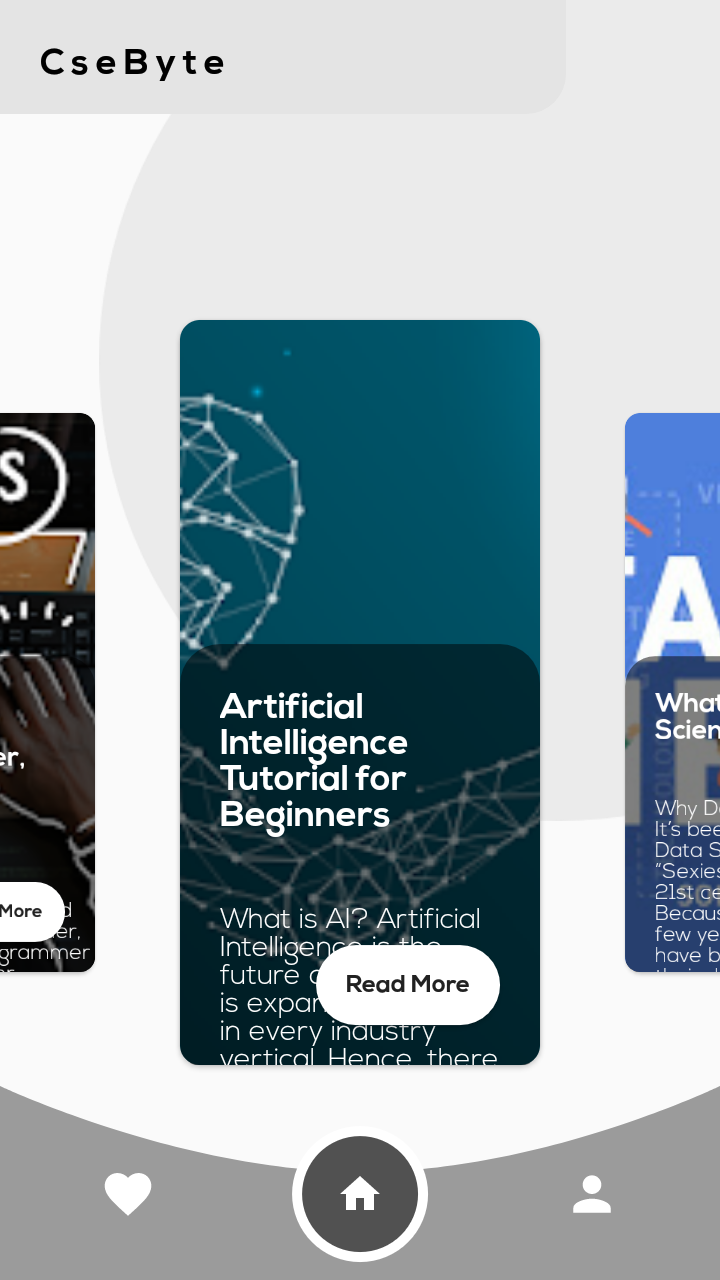 CseByte
S
er,
More
d
er,
grammer
Artificial
Intelligence
Tutorial for
Beginners
What is AI? Artificial
Intelligence is the
future
is expan
in every industry
vertical. Hence, there
Read More
What
Scien
Why D
It's bee
Data S
"Sexies
21st ce
Becaus
few ye
have b